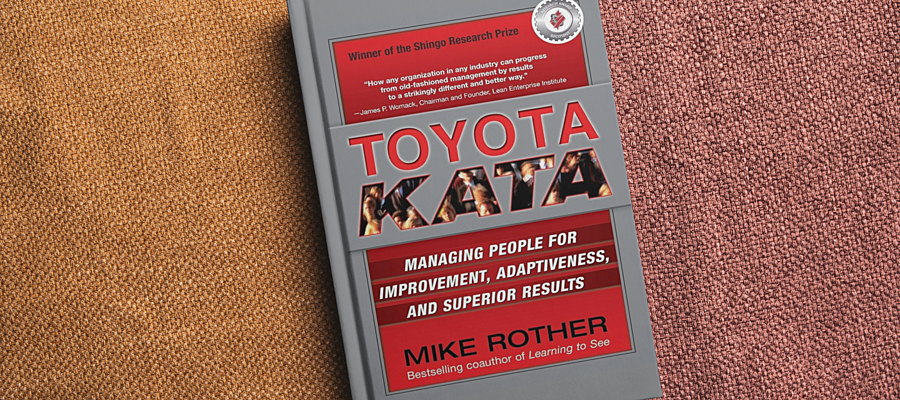 Winner of the Shingo Research Prize
"How any organization in any industry can progress
from old-fashioned management by results
to a strikingly different and better way."
—James P. Womack, Chairman and Founder, Lean Enterprise Institute
TOYOTA
KATA
MANAGING PEOPLE FOR
IMPROVEMENT, ADAPTIVENESS,
AND SUPERIOR RESULTS
MIKE ROTHER
Bestselling coauthor of Learning to See